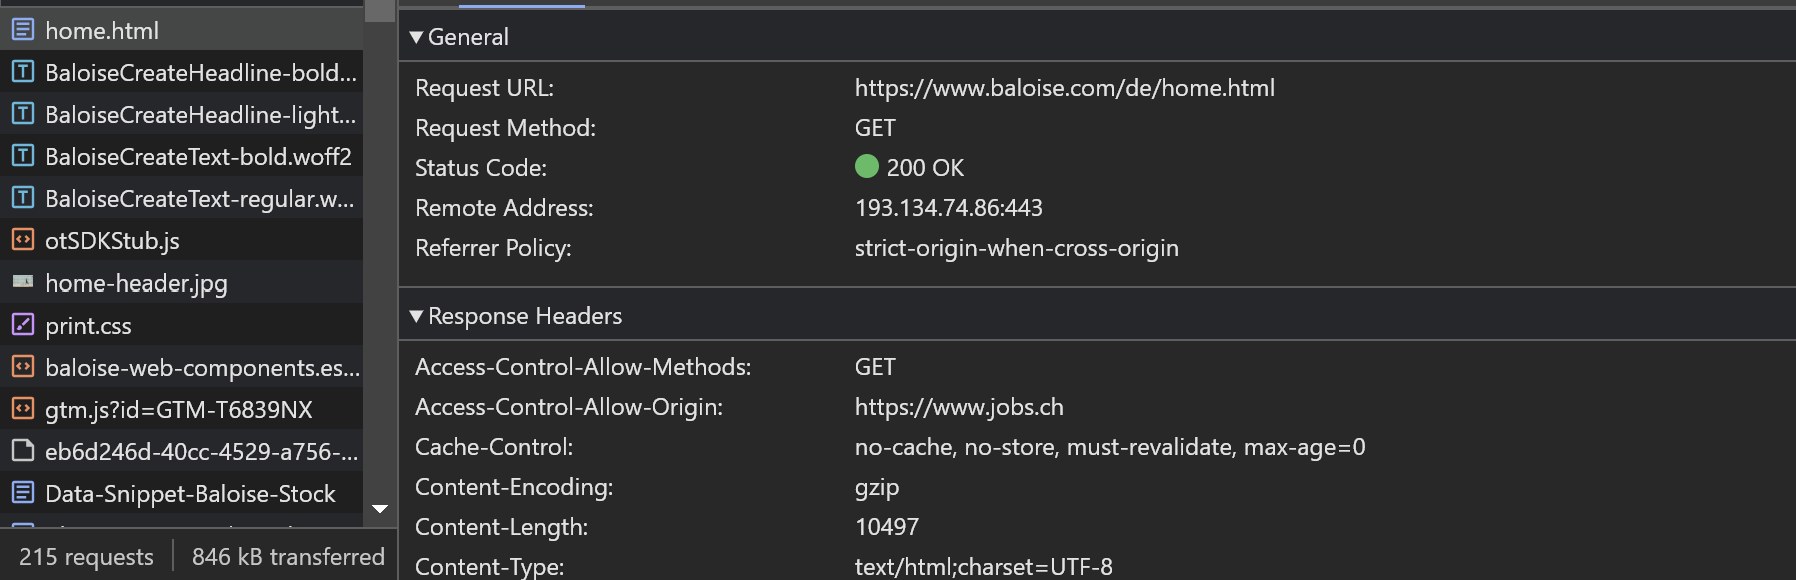 home.html
BaloiseCreateHeadline-bold...
BaloiseCreateHeadline-light...
BaloiseCreateText-bold.woff2
BaloiseCreateText-regular.w...
otSDKStub.js
home-header.jpg
print.css
baloise-web-components.es...
gtm.js?id=GTM-T6839NX
eb6d246d-40cc-4529-a756-...
Data-Snippet-Baloise-Stock
215 requests 846 kB transferred
General
Request URL: https://www.baloise.com/de/home.html
Request Method: GET
Status Code: 200 OK
Remote Address: 193.134.74.86:443
Referrer Policy: strict-origin-when-cross-origin
Response Headers
Access-Control-Allow-Methods: GET
Access-Control-Allow-Origin: https://www.jobs.ch
Cache-Control: no-cache, no-store, must-revalidate, max-age=0
Content-Encoding: gzip
Content-Length: 10497
Content-Type: text/html;charset=UTF-8